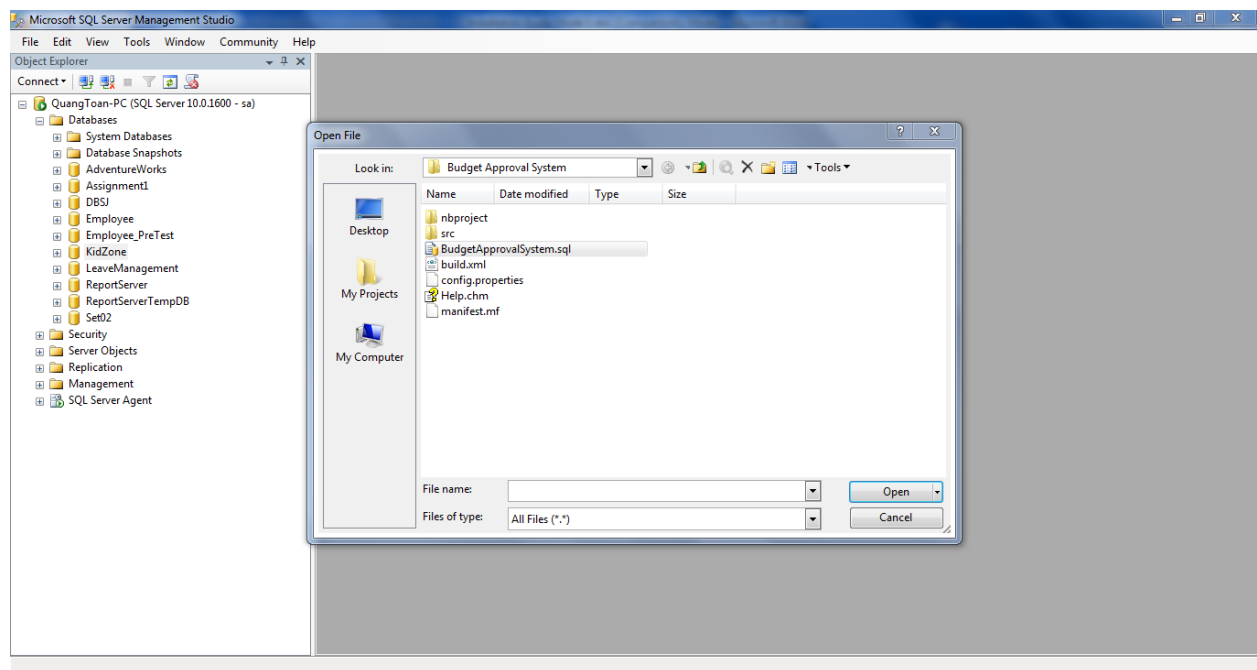 Microsoft SQL Server Management Studio
File Edit View Tools Window Community Help
Object Explorer
Connect
QuangToan-PC (SQL Server 10.0.1600 - sa)
Databases
System Databases
Database Snapshots
AdventureWorks
Assignment1
DBSJ
Employee
Employee_PreTest
KidZone
LeaveManagement
ReportServer
ReportServerTempDB
Set02
Security
Server Objects
Replication
Management
SQL Server Agent
Open File
Look in: Budget Approval System Tools
Desktop
My Projects
My Computer
Name Date modified Type Size
nbproject
src
BudgetApprovalSystem.sql
build.xml
config.properties
Help.chm
manifest.mf
File name: Open
Files of type: All Files (*.*) Cancel